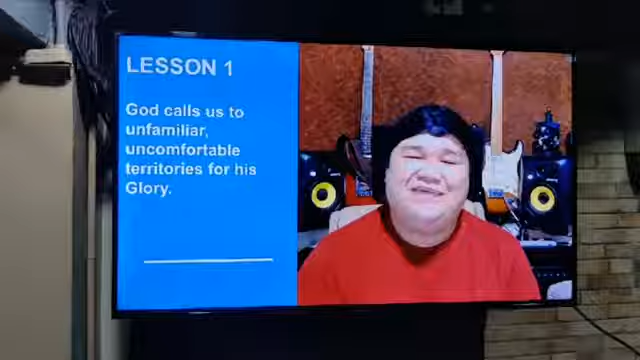 LESSON 1
God calls us to
unfamiliar,
uncomfortable
territories for his
Glory.